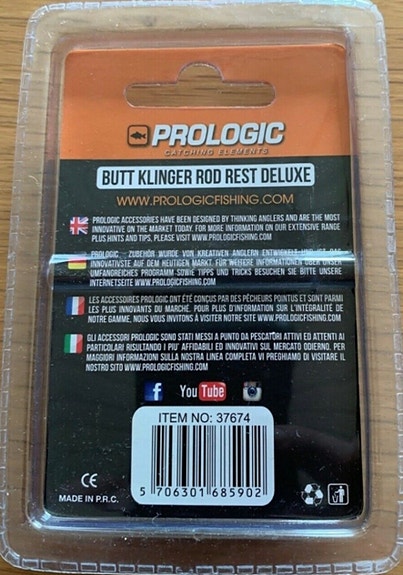 PROLOGIC
CATCHING ELEMENTS
BUTT KLINGER ROD REST DELUXE
WWW.PROLOGICFISHING.COM
PROLOGIC ACCESSORIES HAVE BEEN DESIGNED BY THINKING ANGLERS AND ARE THE MOST
INNOVATIVE ON THE MARKET TODAY. FOR MORE INFORMATION ON OUR EXTENSIVE RANGE
PLUS HINTS AND TIPS, PLEASE VISIT WWW.PROLOGICFISHING.COM
PROLOGIC - ZUBEHÖR WURDE VON KREATIVEN ANGLERN ENTWICKELT UND IST DAS
INNOVATIVSTE AUF DEM HEUTIGEN MARKT. FÜR WEITERE INFORMATIONEN ÜBER UNSER
UMFANGREICHES PROGRAMM SOWIE TIPPS UND TRICKS BESUCHEN SIE BITTE UNSERE
INTERNETSEITE WWW.PROLOGICFISHING.COM
LES ACCESSOIRES PROLOGIC ONT ÉTÉ CONÇUS PAR DES PÊCHEURS POINTUS ET SONT PARMI
LES PLUS INNOVANTS DU MARCHÉ. POUR PLUS D'INFORMATION SUR L'INTÉGRALITE DE
NOTRE GAMME, NOUS VOUS INVITONS À VISITER NOTRE SITE WWW.PROLOGICFISHING.COM
GLI ACCESSORI PROLOGIC SONO STATI MESSI A PUNTO DA PESCATORI ATTIVI ED ATTENTI AI
PARTICOLARI RISULTANDO I PIU' AFFIDABILI ED INNOVATIVI SUL MERCATO ODIERNO. PER
MAGGIORI INFORMAZIONI SULLA NOSTRA LINEA COMPLETA VI PREGHIAMO DI VISITARE IL
NOSTRO SITO WWW.PROLOGICFISHING.COM
f You Tube
ITEM NO: 37674
5 706301 685902
CE
MADE IN P.R.C.